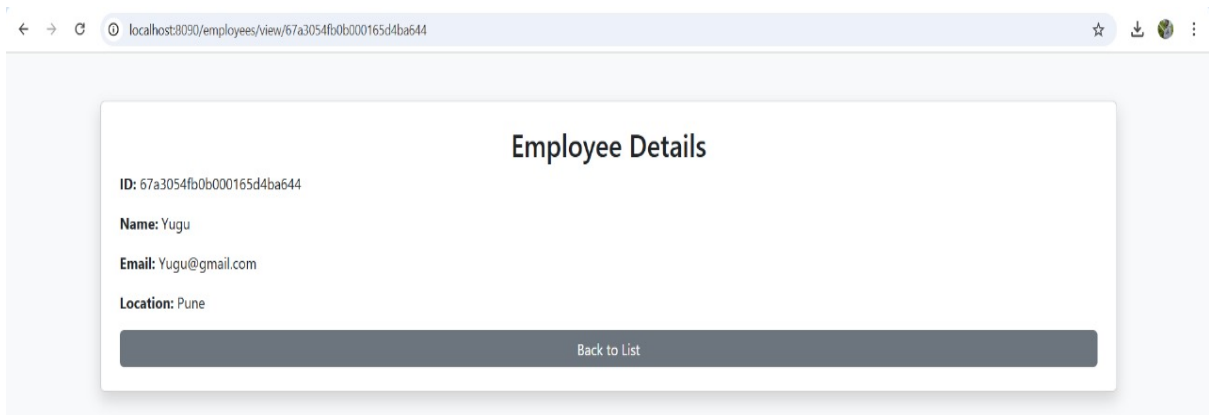 localhost:8090/employees/view/67a3054fb0b000165d4ba644
Employee Details
ID: 67a3054fb0b000165d4ba644
Name: Yugu
Email: Yugu@gmail.com
Location: Pune
Back to List